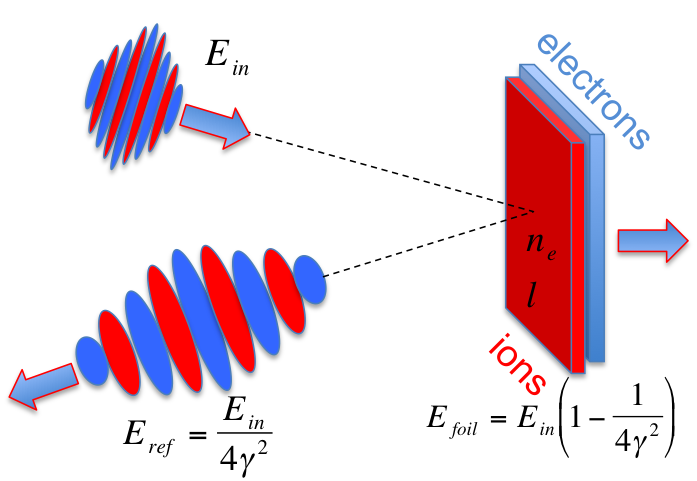 E_in
electrons
n_e
l
ions
E_ref = E_in / 4γ^2
E_foil = E_in(1 − 1 / 4γ^2)